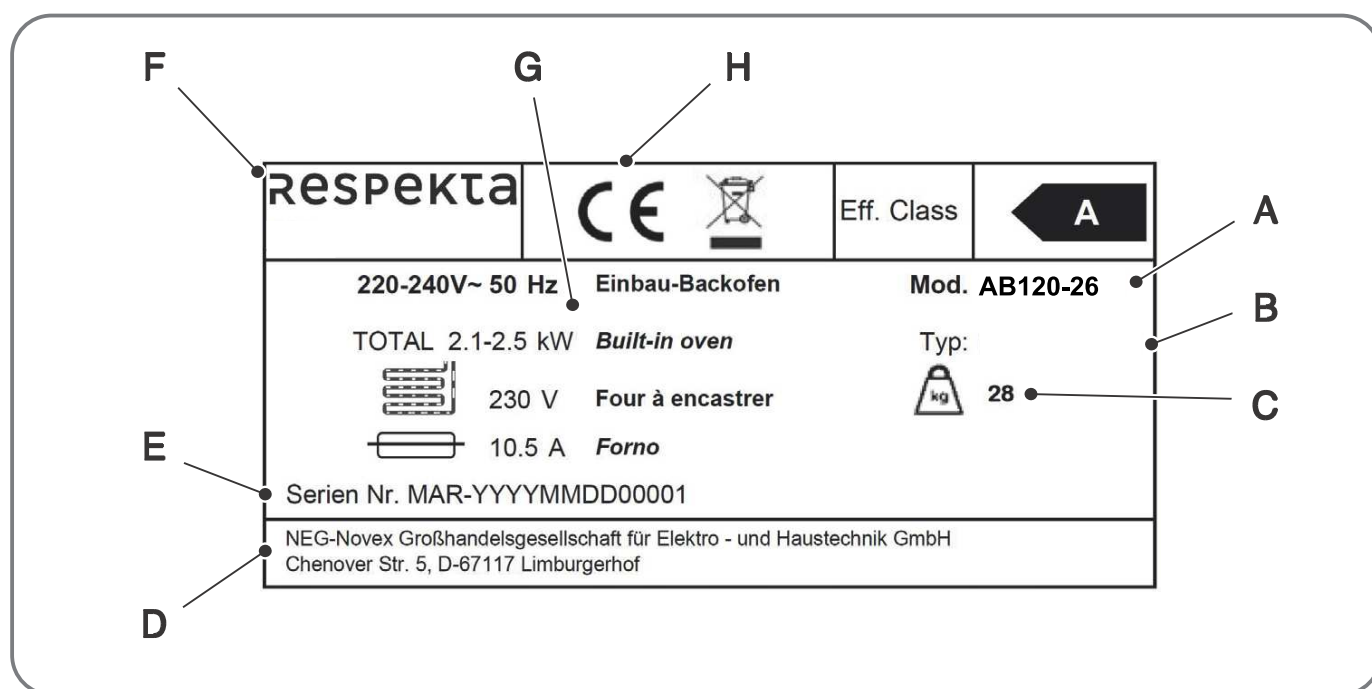 F G H
Respekta CE Eff. Class A A
220-240V~ 50 Hz Einbau-Backofen Mod. AB120-26
B
TOTAL 2.1-2.5 kW Built-in oven Typ:
230 V Four à encastrer kg 28 C
10.5 A Forno
E
Serien Nr. MAR-YYYYMMDD00001
NEG-Novex Großhandelsgesellschaft für Elektro - und Haustechnik GmbH
Chenover Str. 5, D-67117 Limburgerhof
D